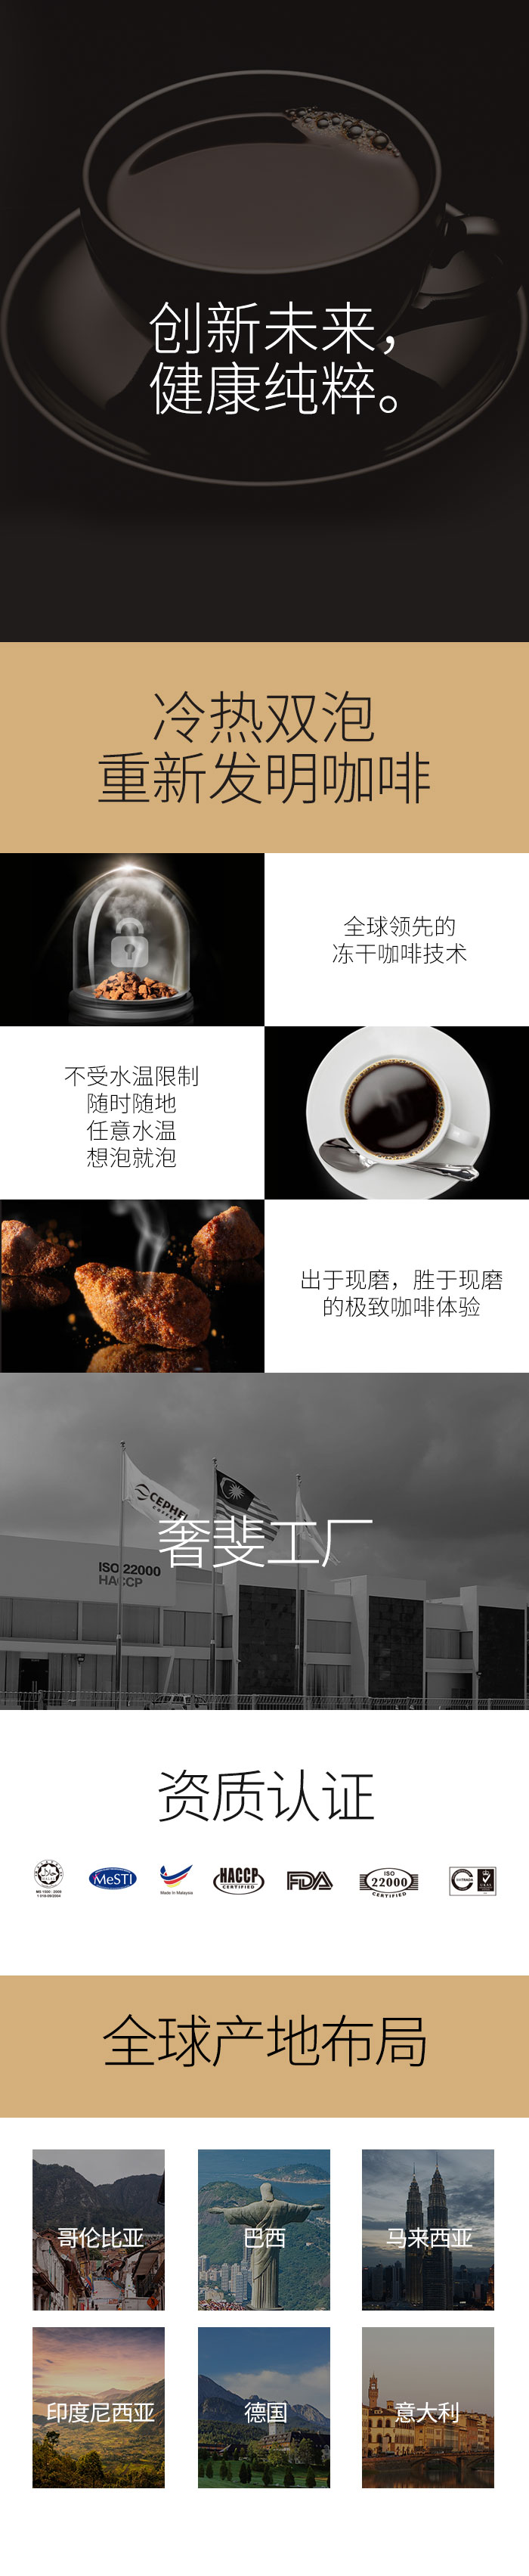 创新未来，
健康纯粹。
冷热双泡
重新发明咖啡
全球领先的
冻干咖啡技术
不受水温限制
随时随地
任意水温
想泡就泡
出于现磨，胜于现磨
的极致咖啡体验
CEPHEI
奢斐工厂
ISO 22000
HACCP
资质认证
MeSTI
Made In Malaysia
HACCP
CERTIFIED
FDA
ISO
22000
CERTIFIED
全球产地布局
哥伦比亚
巴西
马来西亚
印度尼西亚
德国
意大利